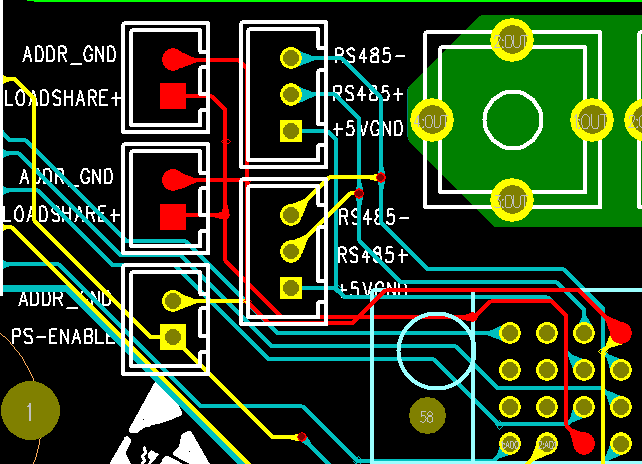 ADDR_GND
LOADSHARE+
RS485-
RS485+
+5VGND
ADDR_GND
LOADSHARE+
RS485-
RS485+
+5VGND
ADDR_GND
PS-ENABLE
1
58